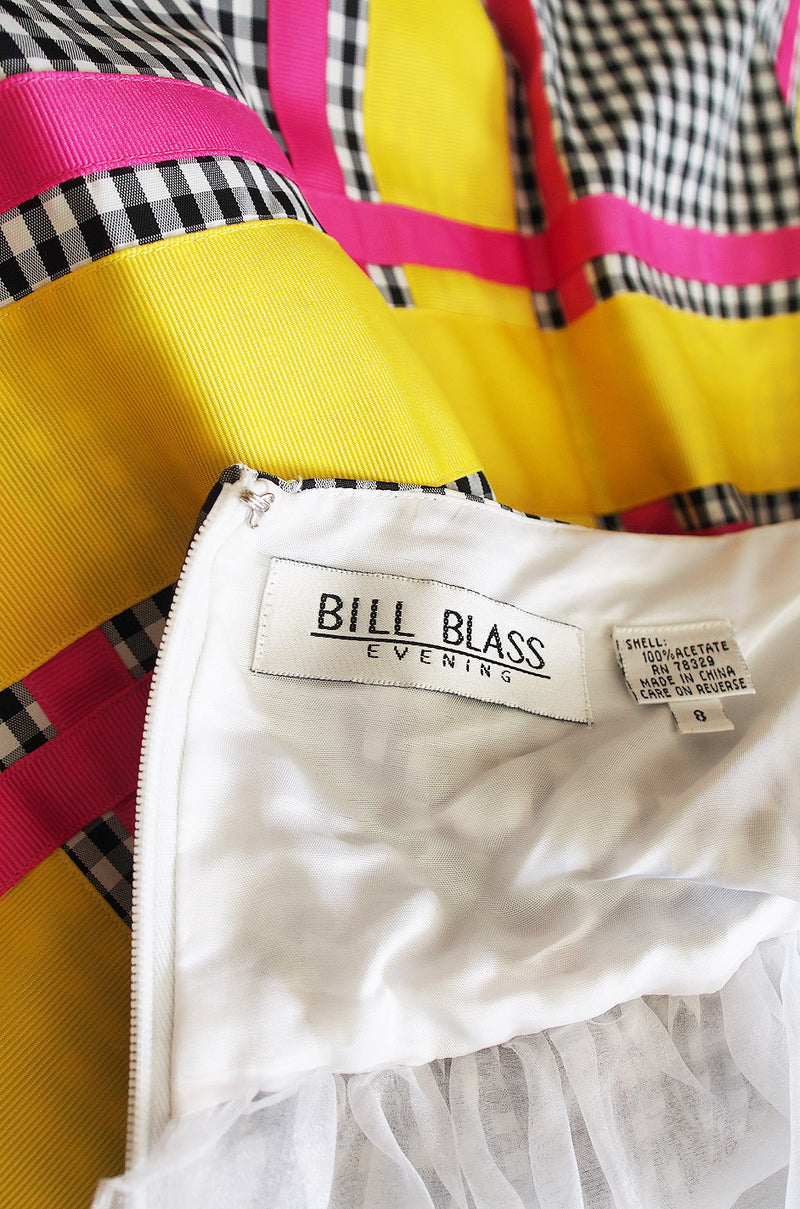 BILL BLASS
EVENING
SHELL:
100% ACETATE
RN 78329
MADE IN CHINA
CARE ON REVERSE
8